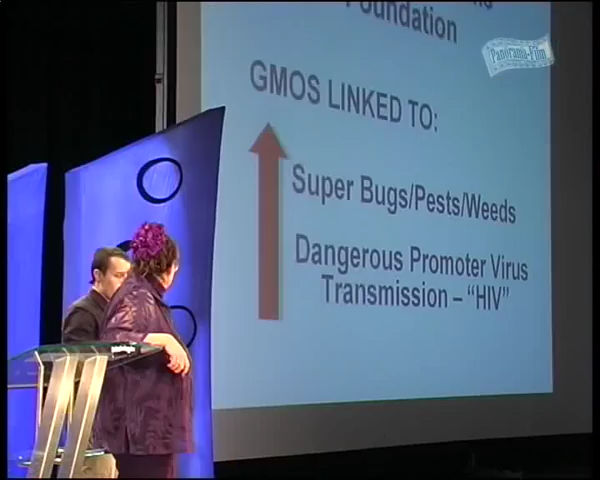 Foundation
Panorama-Film
GMOS LINKED TO:
Super Bugs/Pests/Weeds
Dangerous Promoter Virus
Transmission – “HIV”